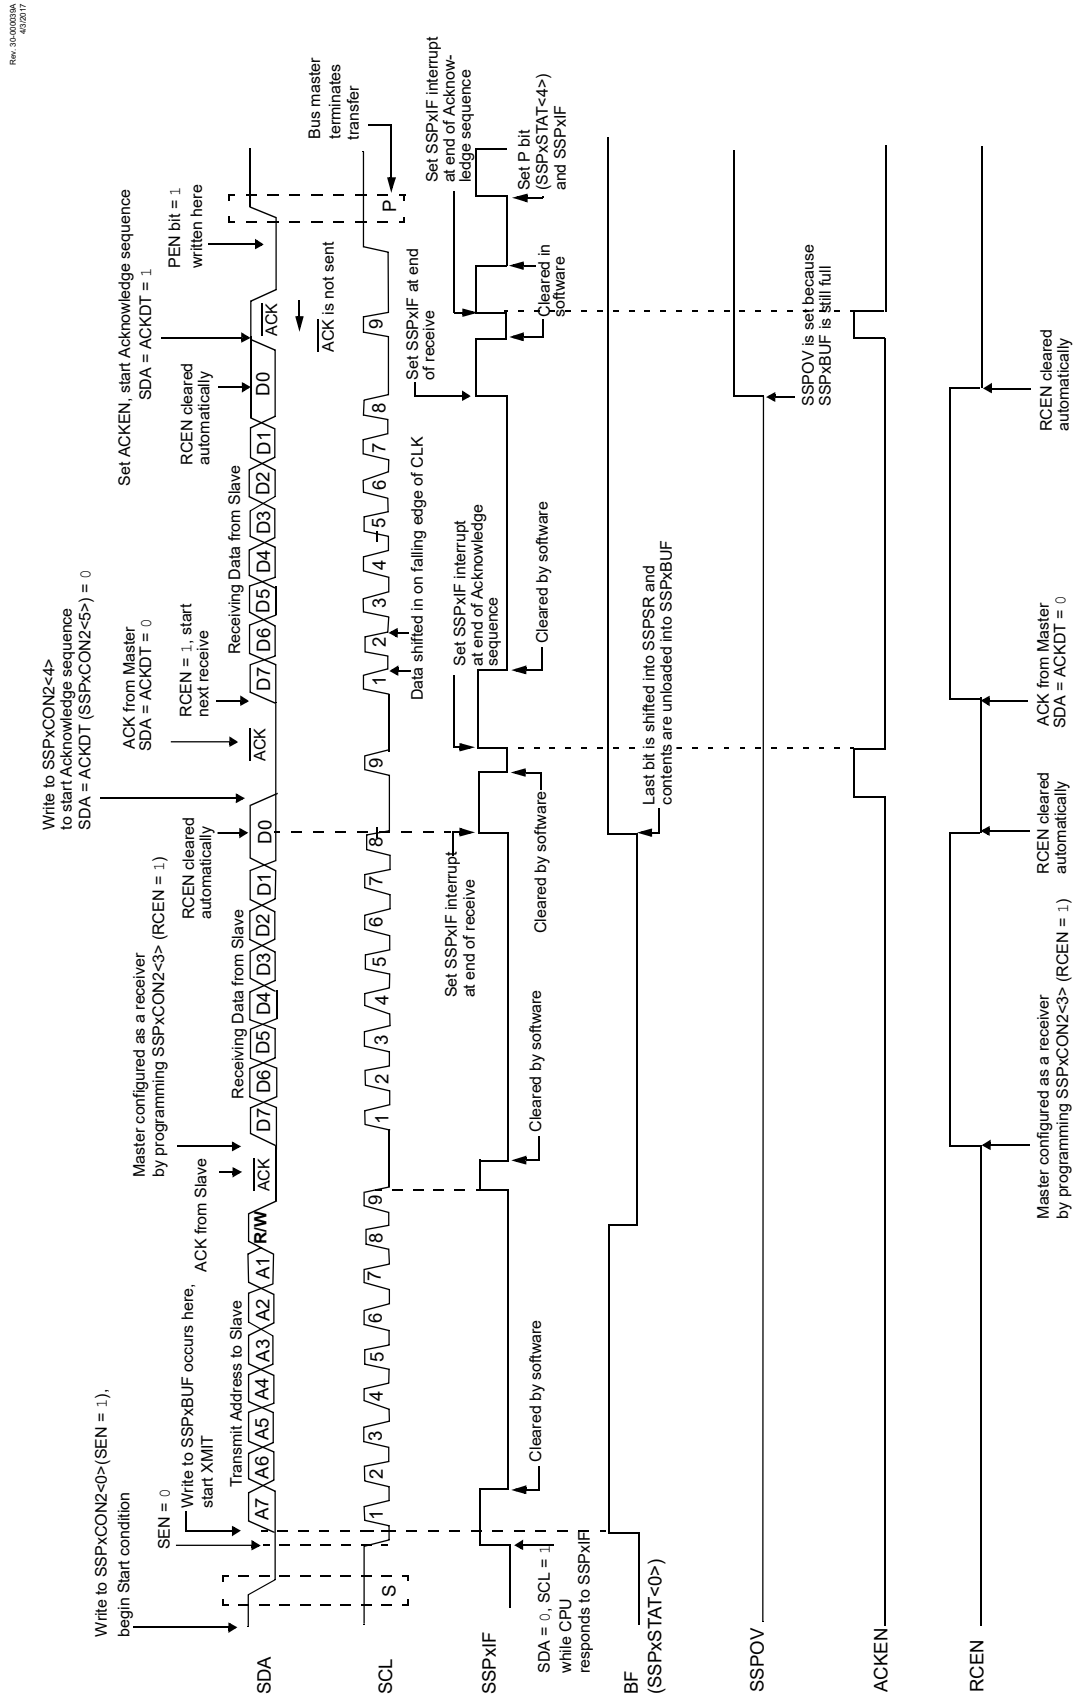 Rev. 30-000039A
4/3/2017
Write to SSPxCON2<4>
to start Acknowledge sequence
SDA = ACKDT (SSPxCON2<5>) = 0
Set ACKEN, start Acknowledge sequence
SDA = ACKDT = 1
Write to SSPxCON2<0>(SEN = 1),
begin Start condition
Master configured as a receiver
by programming SSPxCON2<3> (RCEN = 1)
ACK from Master
SDA = ACKDT = 0
PEN bit = 1
written here
SEN = 0
Write to SSPxBUF occurs here,
start XMIT
ACK from Slave
RCEN cleared
automatically
RCEN = 1, start
next receive
RCEN cleared
automatically
Transmit Address to Slave
Receiving Data from Slave
Receiving Data from Slave
SDA
A7 A6 A5 A4 A3 A2 A1 R/W ACK D7 D6 D5 D4 D3 D2 D1 D0 ACK D7 D6 D5 D4 D3 D2 D1 D0 ACK
ACK is not sent
Bus master
terminates
transfer
SCL
S 1 2 3 4 5 6 7 8 9 1 2 3 4 5 6 7 8 9 1 2 3 4 5 6 7 8 9 P
Data shifted in on falling edge of CLK
Set SSPxIF interrupt
at end of receive
Set SSPxIF interrupt
at end of Acknowledge
sequence
Set SSPxIF at end
of receive
Set SSPxIF interrupt
at end of Acknow-
ledge sequence
SSPxIF
SDA = 0, SCL = 1
while CPU
responds to SSPxIF
Cleared by software
Cleared by software
Cleared by software
Cleared by software
Cleared by software
Cleared in
software
Set P bit
(SSPxSTAT<4>)
and SSPxIF
BF
(SSPxSTAT<0>)
Last bit is shifted into SSPSR and
contents are unloaded into SSPxBUF
SSPOV
SSPOV is set because
SSPxBUF is still full
ACKEN
RCEN
Master configured as a receiver
by programming SSPxCON2<3> (RCEN = 1)
RCEN cleared
automatically
ACK from Master
SDA = ACKDT = 0
RCEN cleared
automatically